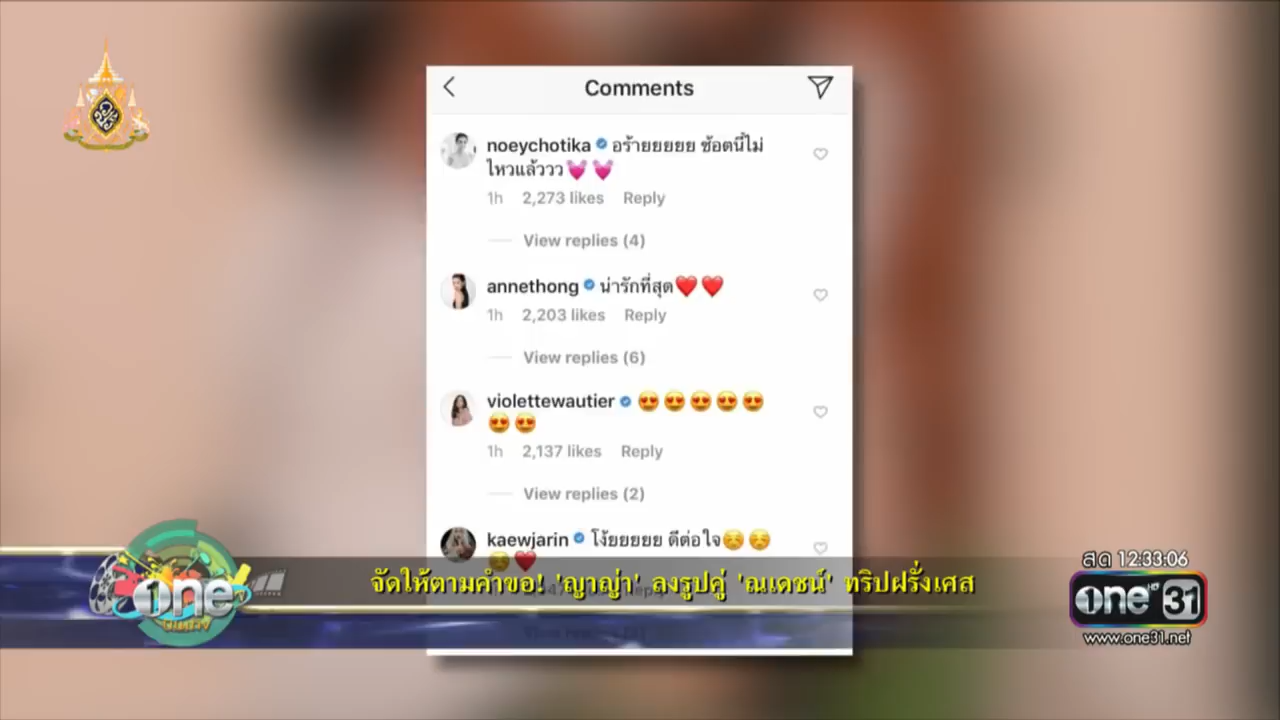 Comments
noeychotika อร้ายยยยย ช้อตนี้ไม่
ไหวแล้ววว💓 💓
1h 2,273 likes Reply
View replies (4)
annethong น่ารักที่สุด❤️ ❤️
1h 2,203 likes Reply
View replies (6)
violettewautier 😍 😍 😍 😍 😍
😍 😍
1h 2,137 likes Reply
View replies (2)
kaewjarin โง้ยยยยย ดีต่อใจ☺️ ☺️
☺️ ❤️
จัดให้ตามคำขอ! 'ญาญ่า' ลงรูปคู่ 'ณเดชน์' ทริปฝรั่งเศส
one
สด 12:33:06
one HD 31
www.one31.net